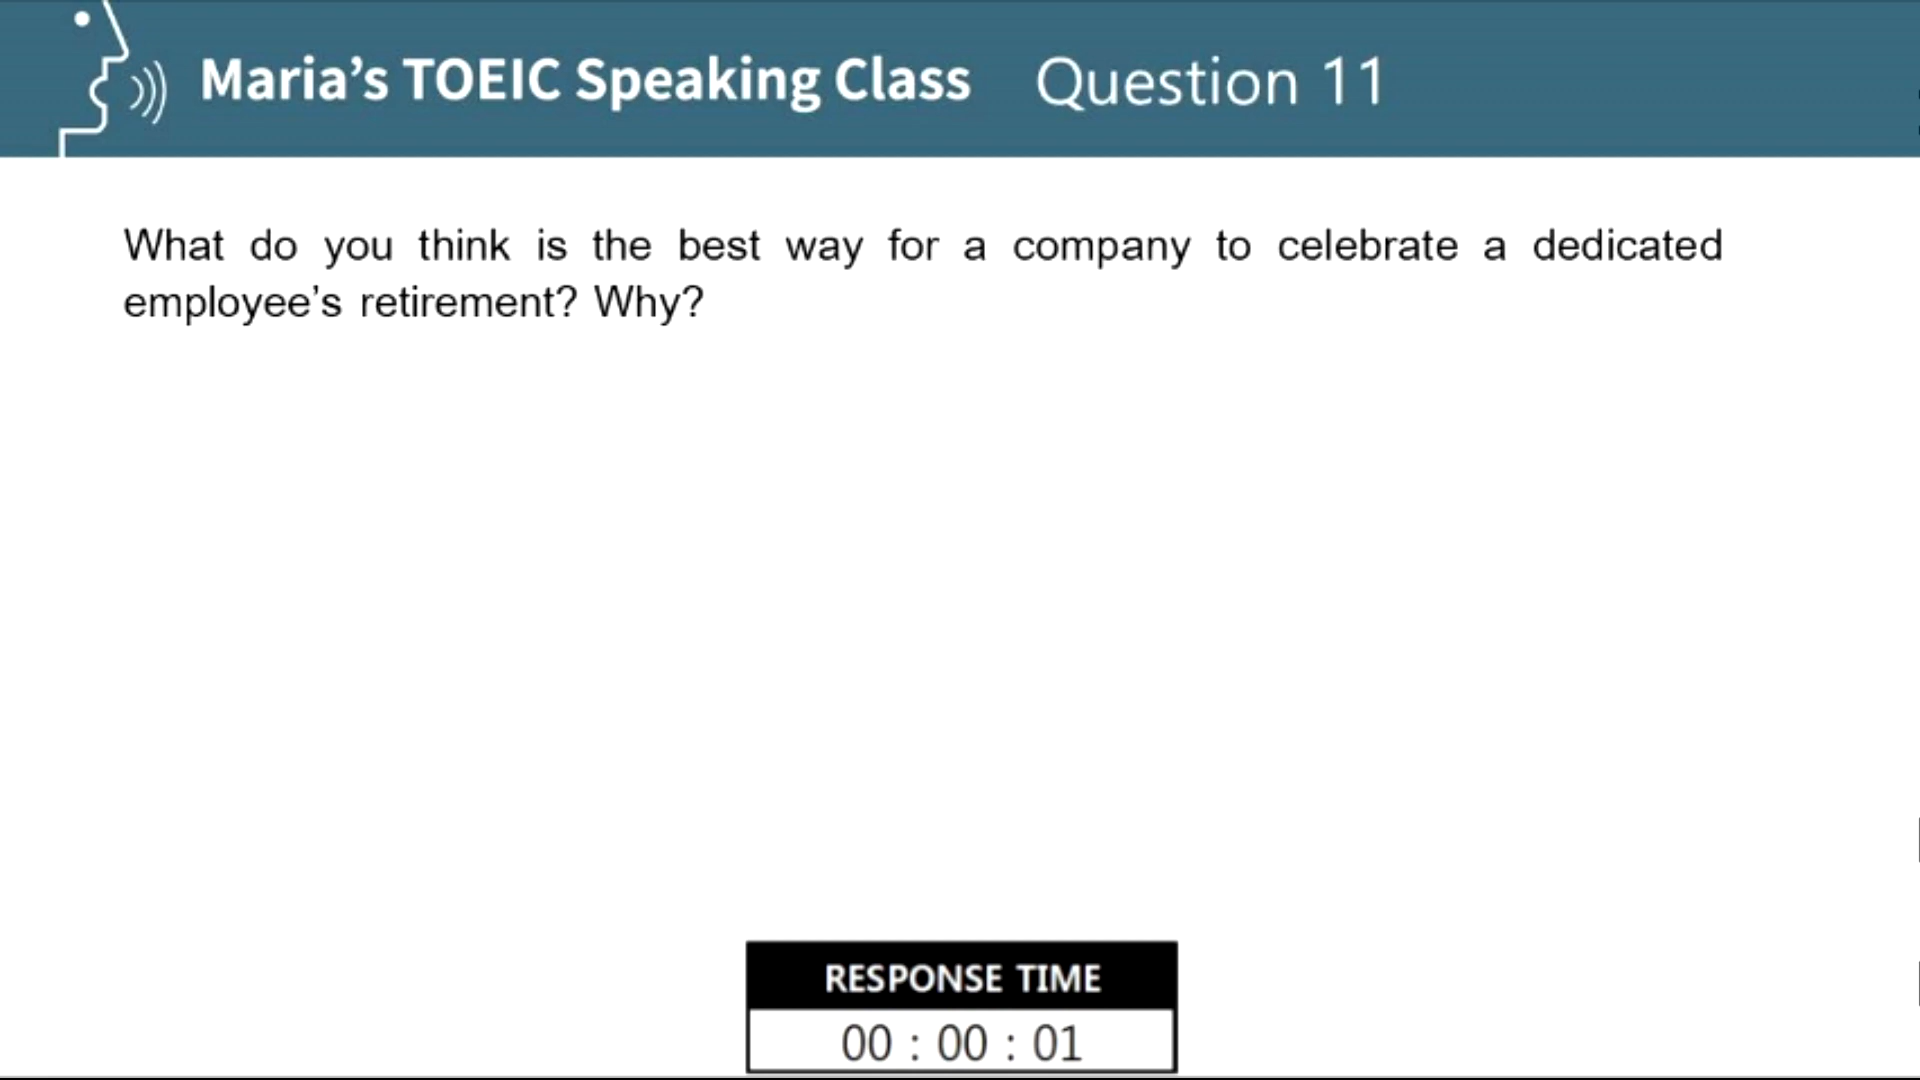 Maria’s TOEIC Speaking Class Question 11
What do you think is the best way for a company to celebrate a dedicated
employee’s retirement? Why?
RESPONSE TIME
00 : 00 : 01